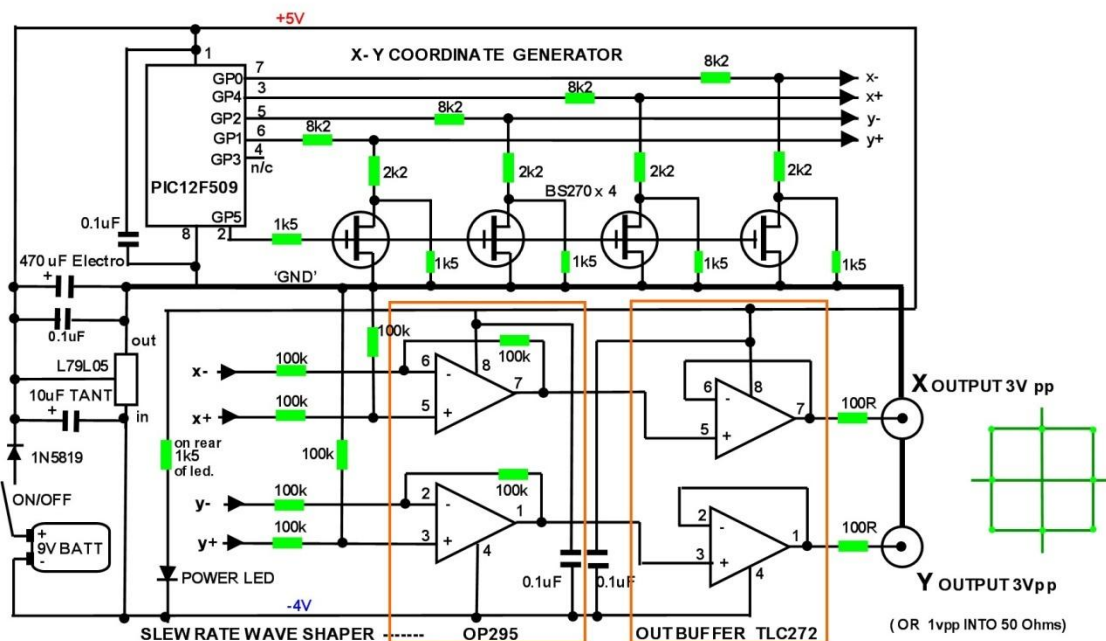 +5V
X-Y COORDINATE GENERATOR
1
GP0 7
8k2
x-
GP4 3
8k2
x+
GP2 5
8k2
y-
GP1 6
8k2
y+
GP3 4
n/c
PIC12F509
2k2
2k2
2k2
2k2
BS270 x 4
GP5
0.1uF
8
2
1k5
1k5
1k5
1k5
1k5
470 uF Electro
+
'GND'
0.1uF
out
L79L05
10uF TANT
+
in
100k
100k
x-
100k
6
-
8
7
x+
100k
5
+
6
-
8
7
5
+
100R
X OUTPUT 3V pp
on rear
1k5
of led.
100k
1N5819
ON/OFF
+
9V BATT
-
y-
100k
2
-
100k
1
y+
100k
3
+
4
2
-
1
3
+
4
100R
0.1uF
0.1uF
Y OUTPUT 3Vpp
POWER LED
-4V
(OR 1vpp INTO 50 Ohms)
SLEW RATE WAVE SHAPER -------
OP295
OUT BUFFER TLC272